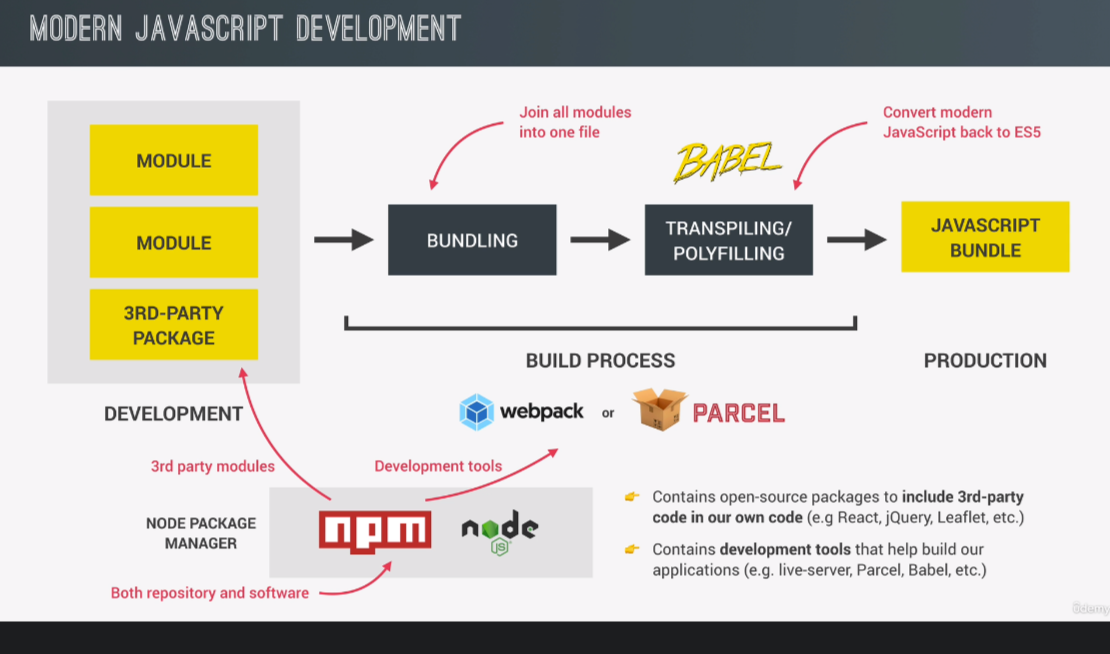 MODERN JAVASCRIPT DEVELOPMENT
MODULE
MODULE
3RD-PARTY
PACKAGE
DEVELOPMENT
Join all modules
into one file
BUNDLING
BABEL
TRANSPILING/
POLYFILLING
Convert modern
JavaScript back to ES5
JAVASCRIPT
BUNDLE
BUILD PROCESS
PRODUCTION
webpack or PARCEL
3rd party modules
Development tools
NODE PACKAGE
MANAGER
npm
node
JS
Both repository and software
👉 Contains open-source packages to include 3rd-party
code in our own code (e.g React, jQuery, Leaflet, etc.)
👉 Contains development tools that help build our
applications (e.g. live-server, Parcel, Babel, etc.)
Udemy